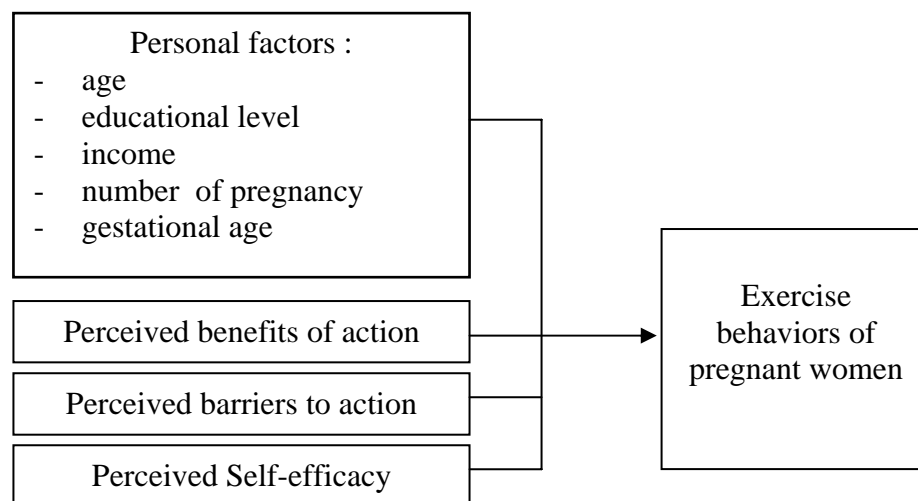 Personal factors :
- age
- educational level
- income
- number of pregnancy
- gestational age
Perceived benefits of action
Perceived barriers to action
Perceived Self-efficacy
Exercise
behaviors of
pregnant women